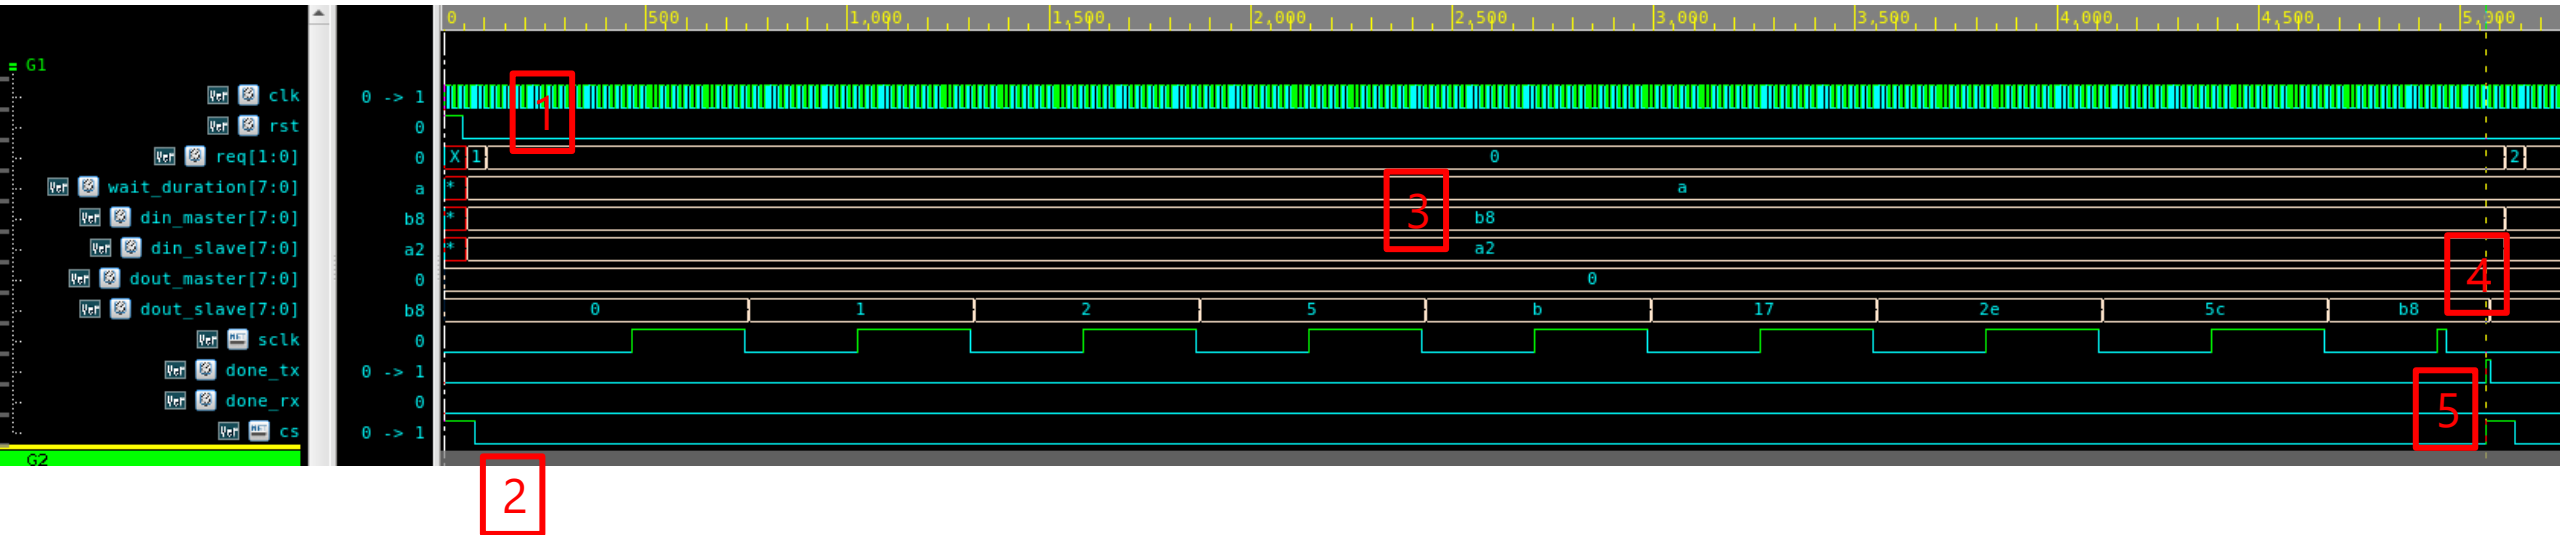 0 500 1,000 1,500 2,000 2,500 3,000 3,500 4,000 4,500 5,000
G1
clk 0 -> 1 1
rst 0
req[1:0] 0 X 1 0 2
wait_duration[7:0] a * a
din_master[7:0] b8 * 3 b8
din_slave[7:0] a2 * a2
dout_master[7:0] 0 0 4
dout_slave[7:0] b8 0 1 2 5 b 17 2e 5c b8
sclk 0
done_tx 0 -> 1
done_rx 0 5
cs 0 -> 1
G2
2